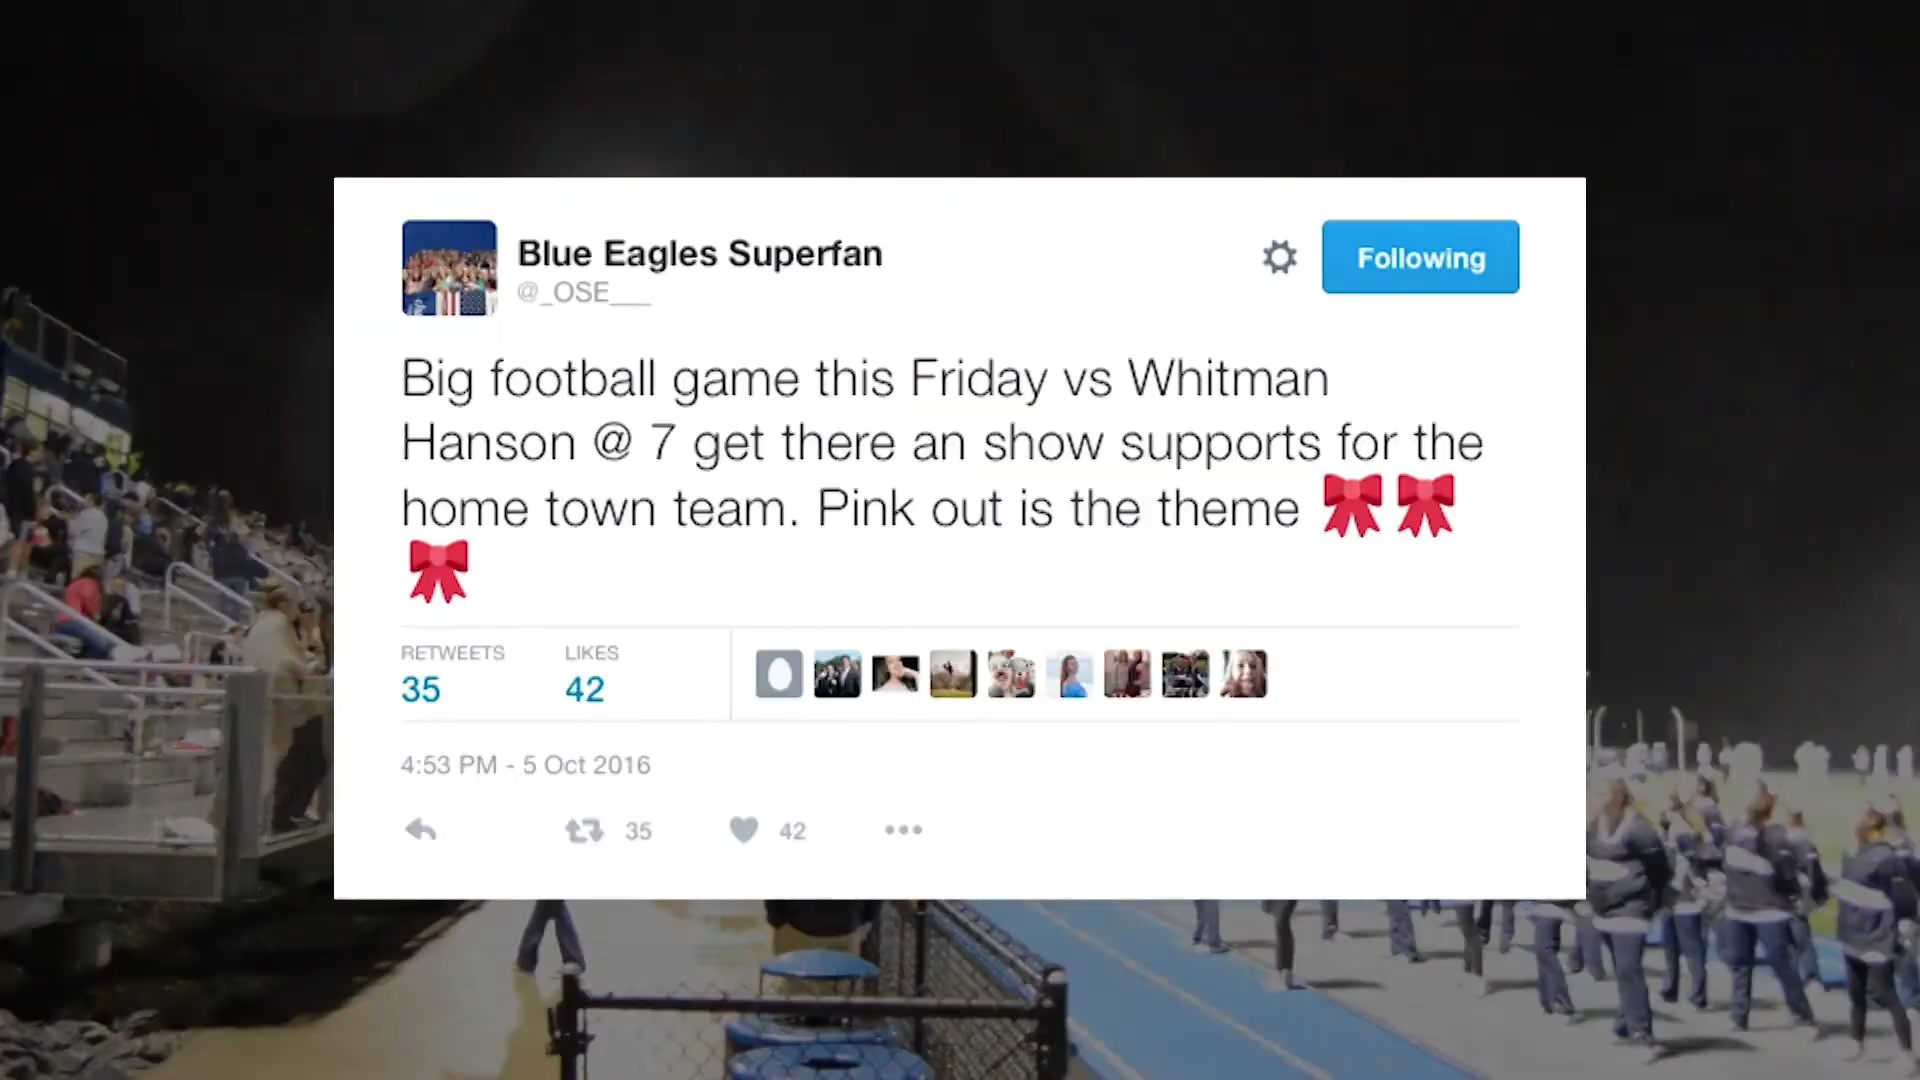 Blue Eagles Superfan
@_OSE___
Following
Big football game this Friday vs Whitman
Hanson @ 7 get there an show supports for the
home town team. Pink out is the theme 🎀🎀
🎀
RETWEETS LIKES
35 42
4:53 PM - 5 Oct 2016
35 42